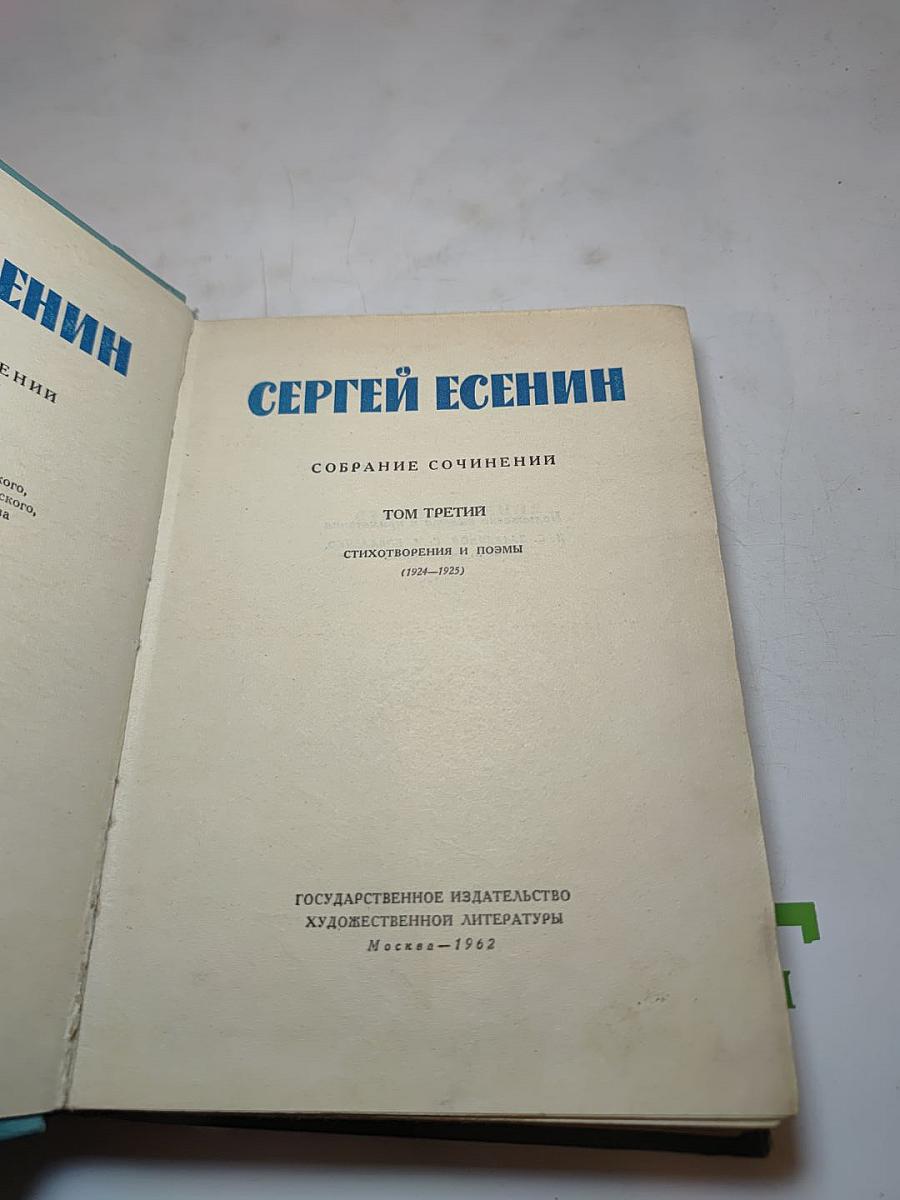 ЕНИН
ЕНИЙ
кого,
ского,
ва
СЕРГЕЙ ЕСЕНИН
СОБРАНИЕ СОЧИНЕНИЙ
ТОМ ТРЕТИЙ
СТИХОТВОРЕНИЯ И ПОЭМЫ
(1924—1925)
ГОСУДАРСТВЕННОЕ ИЗДАТЕЛЬСТВО
ХУДОЖЕСТВЕННОЙ ЛИТЕРАТУРЫ
Москва—1962